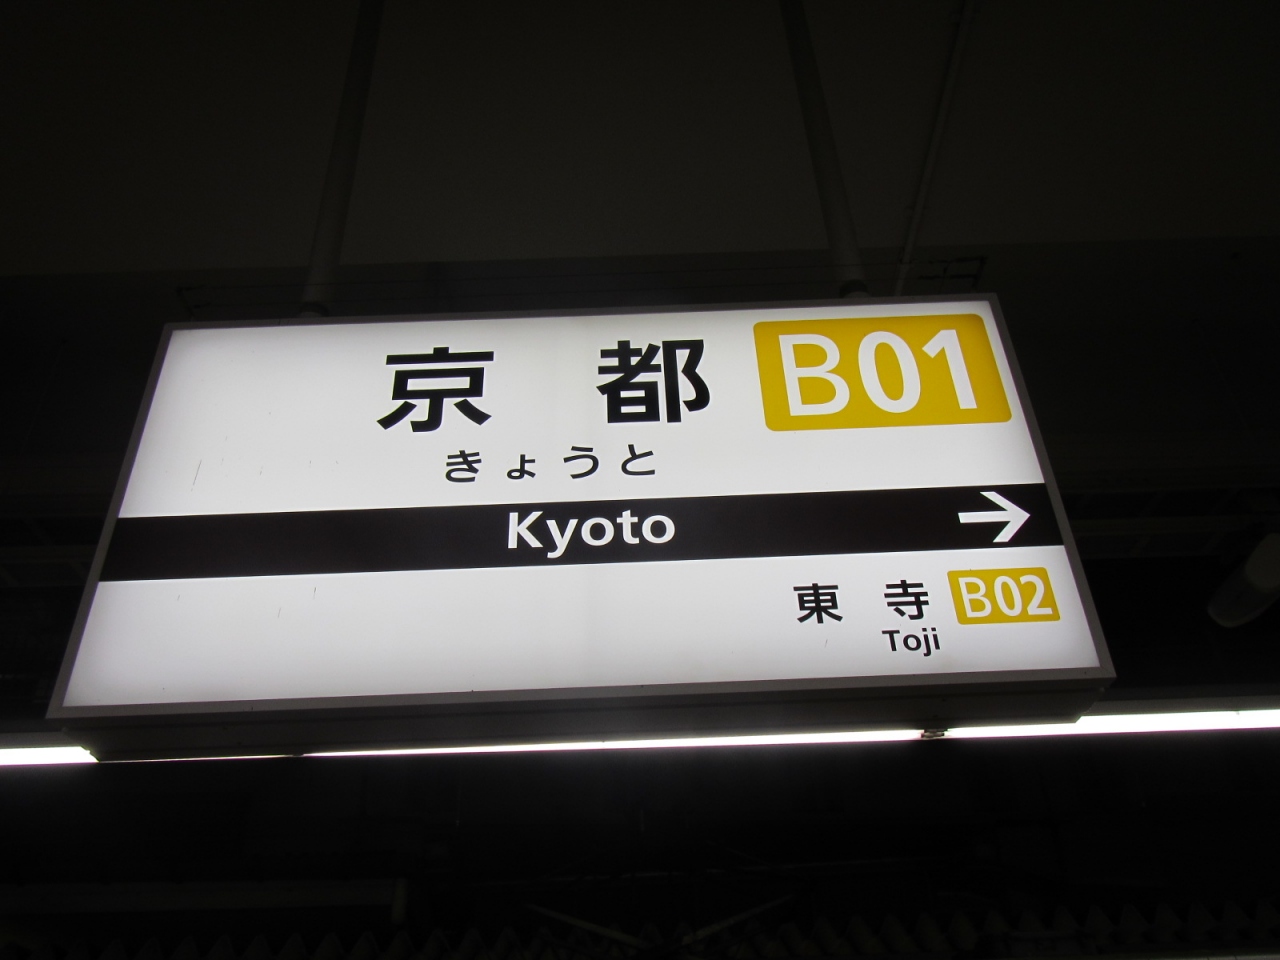 京都 B01
きょうと
Kyoto →
東寺 B02
Toji